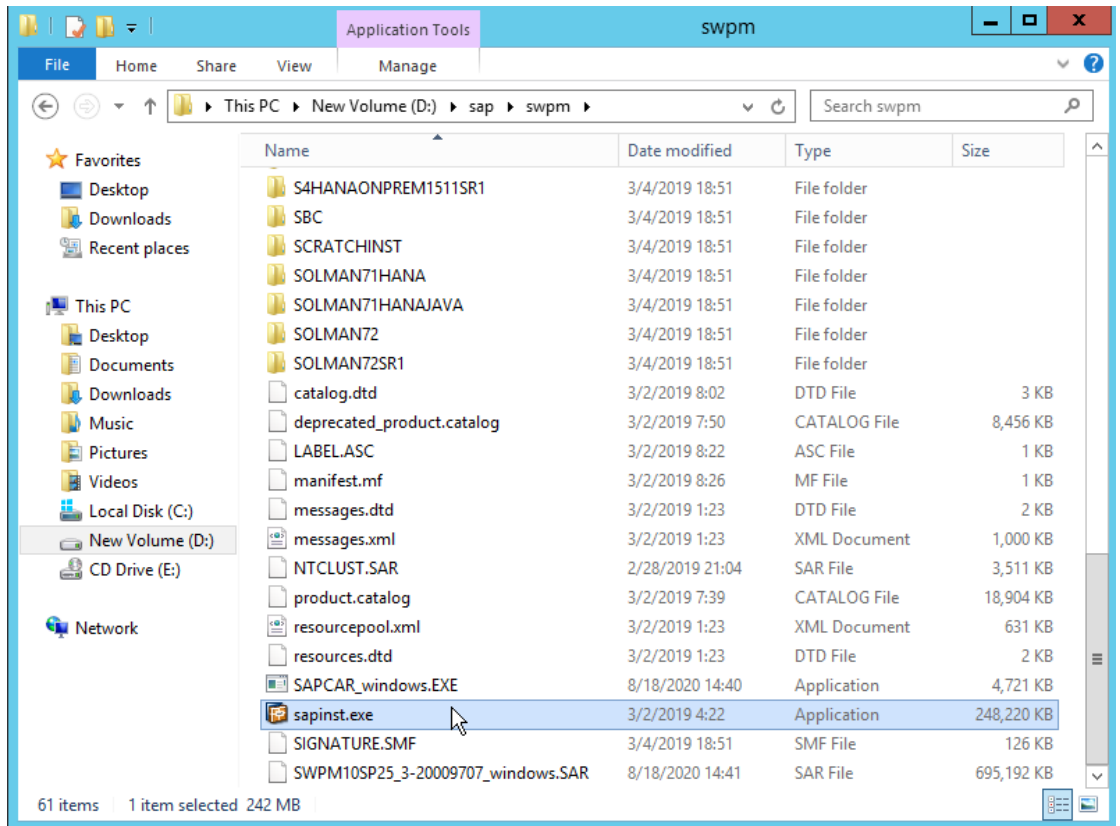 Application Tools
swpm
File Home Share View Manage
This PC New Volume (D:) sap swpm Search swpm
Favorites
Desktop
Downloads
Recent places
This PC
Desktop
Documents
Downloads
Music
Pictures
Videos
Local Disk (C:)
New Volume (D:)
CD Drive (E:)
Network
Name Date modified Type Size
S4HANAONPREM1511SR1 3/4/2019 18:51 File folder
SBC 3/4/2019 18:51 File folder
SCRATCHINST 3/4/2019 18:51 File folder
SOLMAN71HANA 3/4/2019 18:51 File folder
SOLMAN71HANAJAVA 3/4/2019 18:51 File folder
SOLMAN72 3/4/2019 18:51 File folder
SOLMAN72SR1 3/4/2019 18:51 File folder
catalog.dtd 3/2/2019 8:02 DTD File 3 KB
deprecated_product.catalog 3/2/2019 7:50 CATALOG File 8,456 KB
LABEL.ASC 3/2/2019 8:22 ASC File 1 KB
manifest.mf 3/2/2019 8:26 MF File 1 KB
messages.dtd 3/2/2019 1:23 DTD File 2 KB
messages.xml 3/2/2019 1:23 XML Document 1,000 KB
NTCLUST.SAR 2/28/2019 21:04 SAR File 3,511 KB
product.catalog 3/2/2019 7:39 CATALOG File 18,904 KB
resourcepool.xml 3/2/2019 1:23 XML Document 631 KB
resources.dtd 3/2/2019 1:23 DTD File 2 KB
SAPCAR_windows.EXE 8/18/2020 14:40 Application 4,721 KB
sapinst.exe 3/2/2019 4:22 Application 248,220 KB
SIGNATURE.SMF 3/4/2019 18:51 SMF File 126 KB
SWPM10SP25_3-20009707_windows.SAR 8/18/2020 14:41 SAR File 695,192 KB
61 items 1 item selected 242 MB